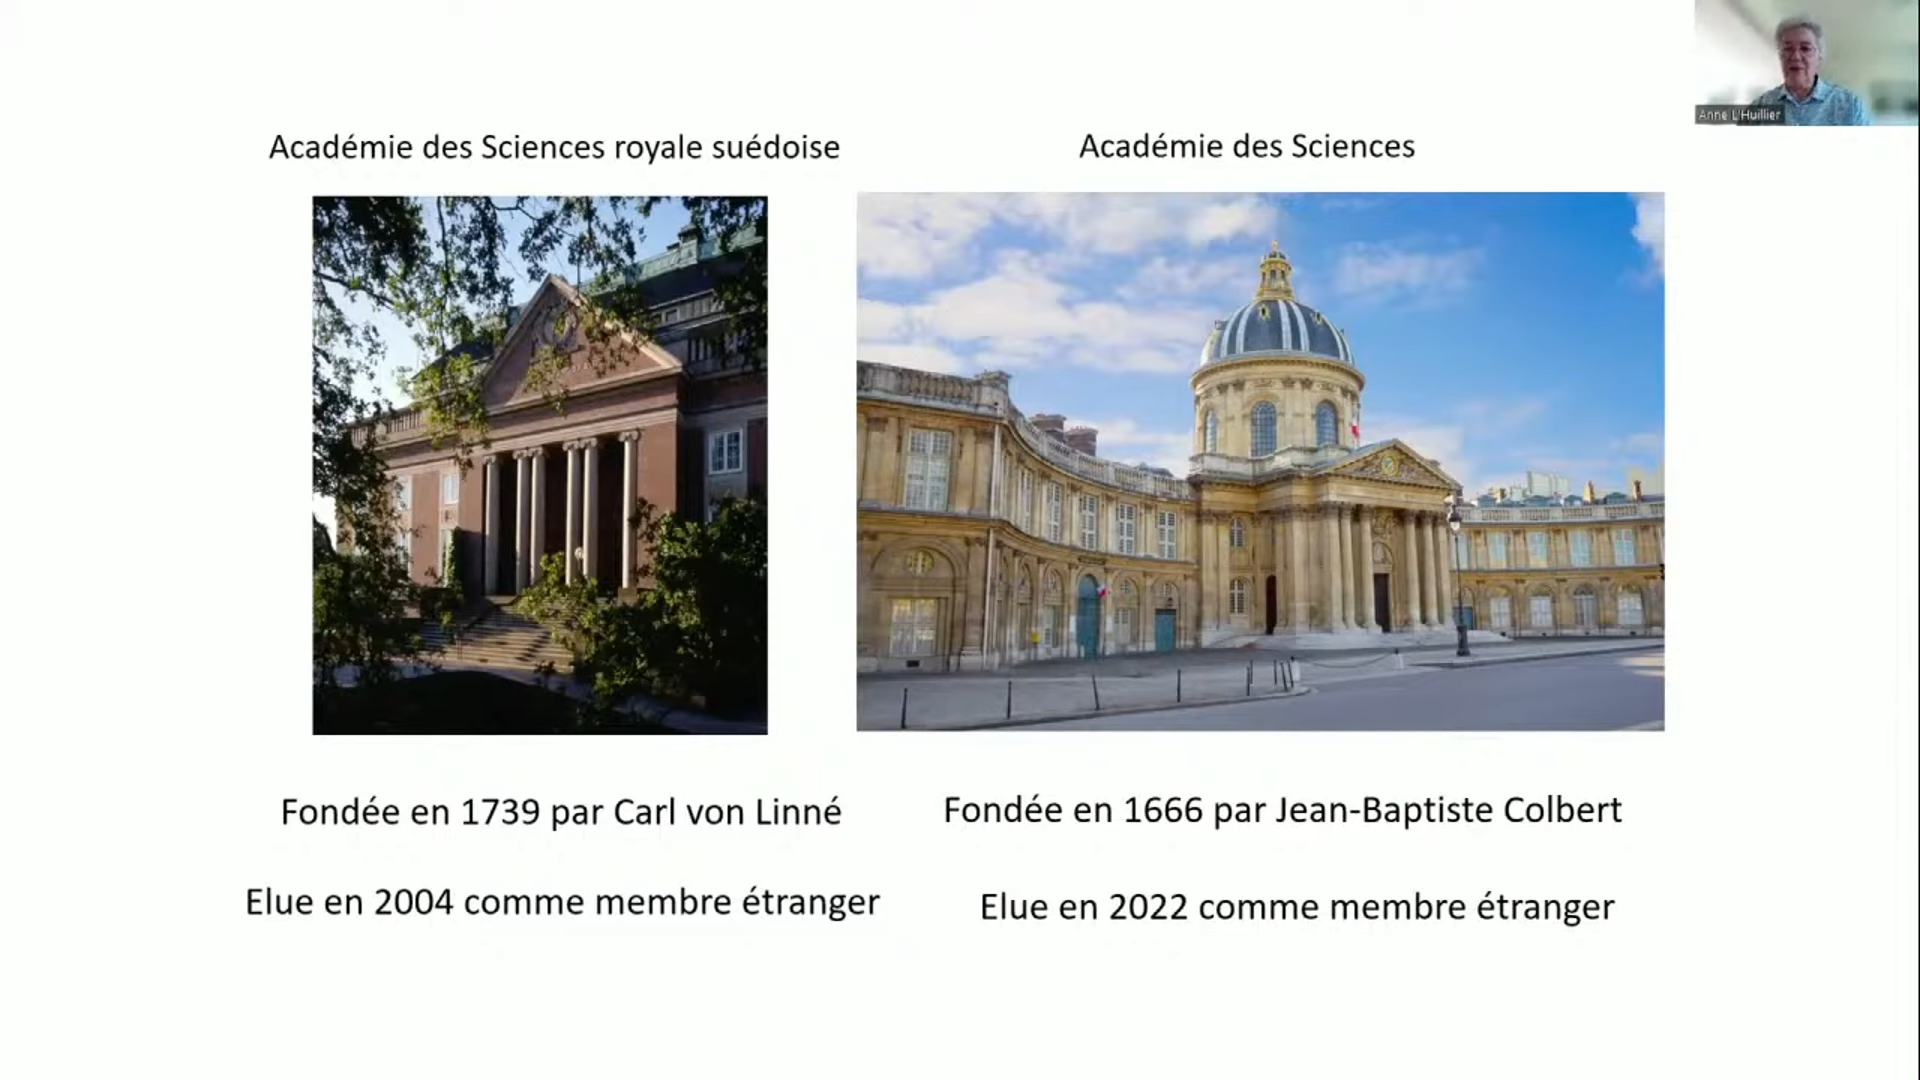 Anne L'Huillier
Académie des Sciences royale suédoise
Académie des Sciences
Fondée en 1739 par Carl von Linné
Fondée en 1666 par Jean-Baptiste Colbert
Elue en 2004 comme membre étranger
Elue en 2022 comme membre étranger